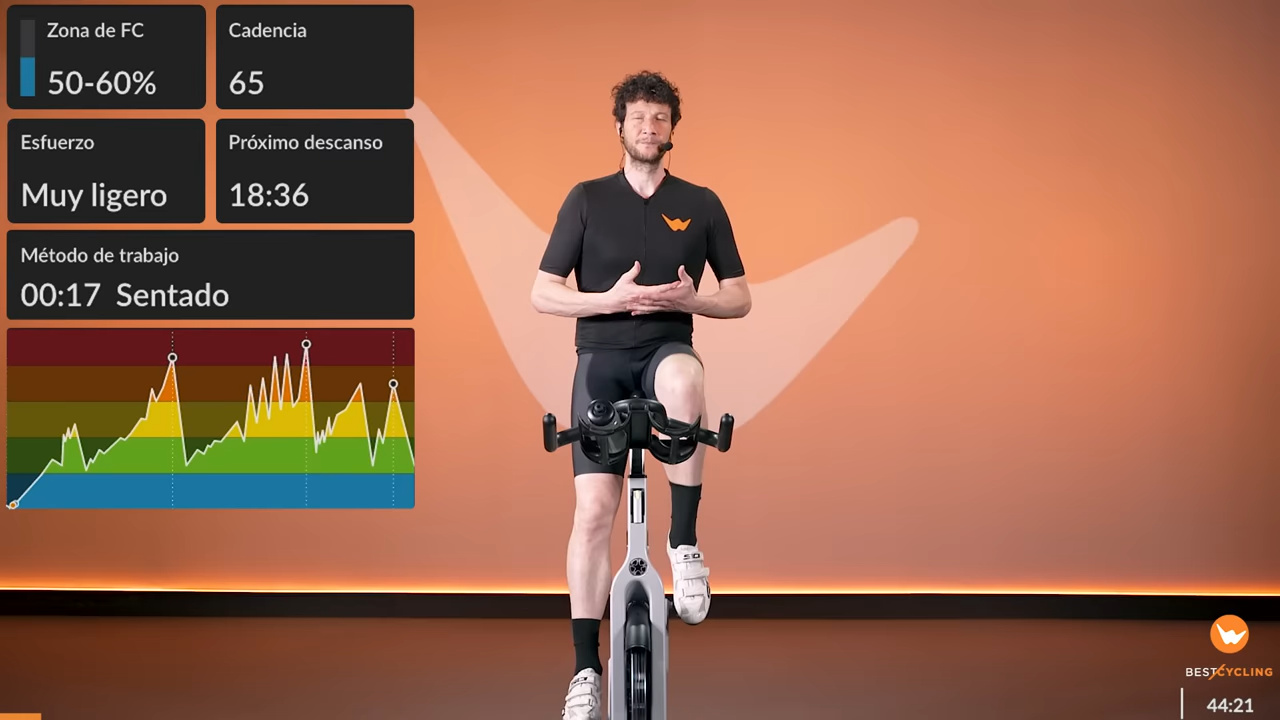 Zona de FC
50-60%
Cadencia
65
Esfuerzo
Muy ligero
Próximo descanso
18:36
Método de trabajo
00:17 Sentado
BESTCYCLING
44:21